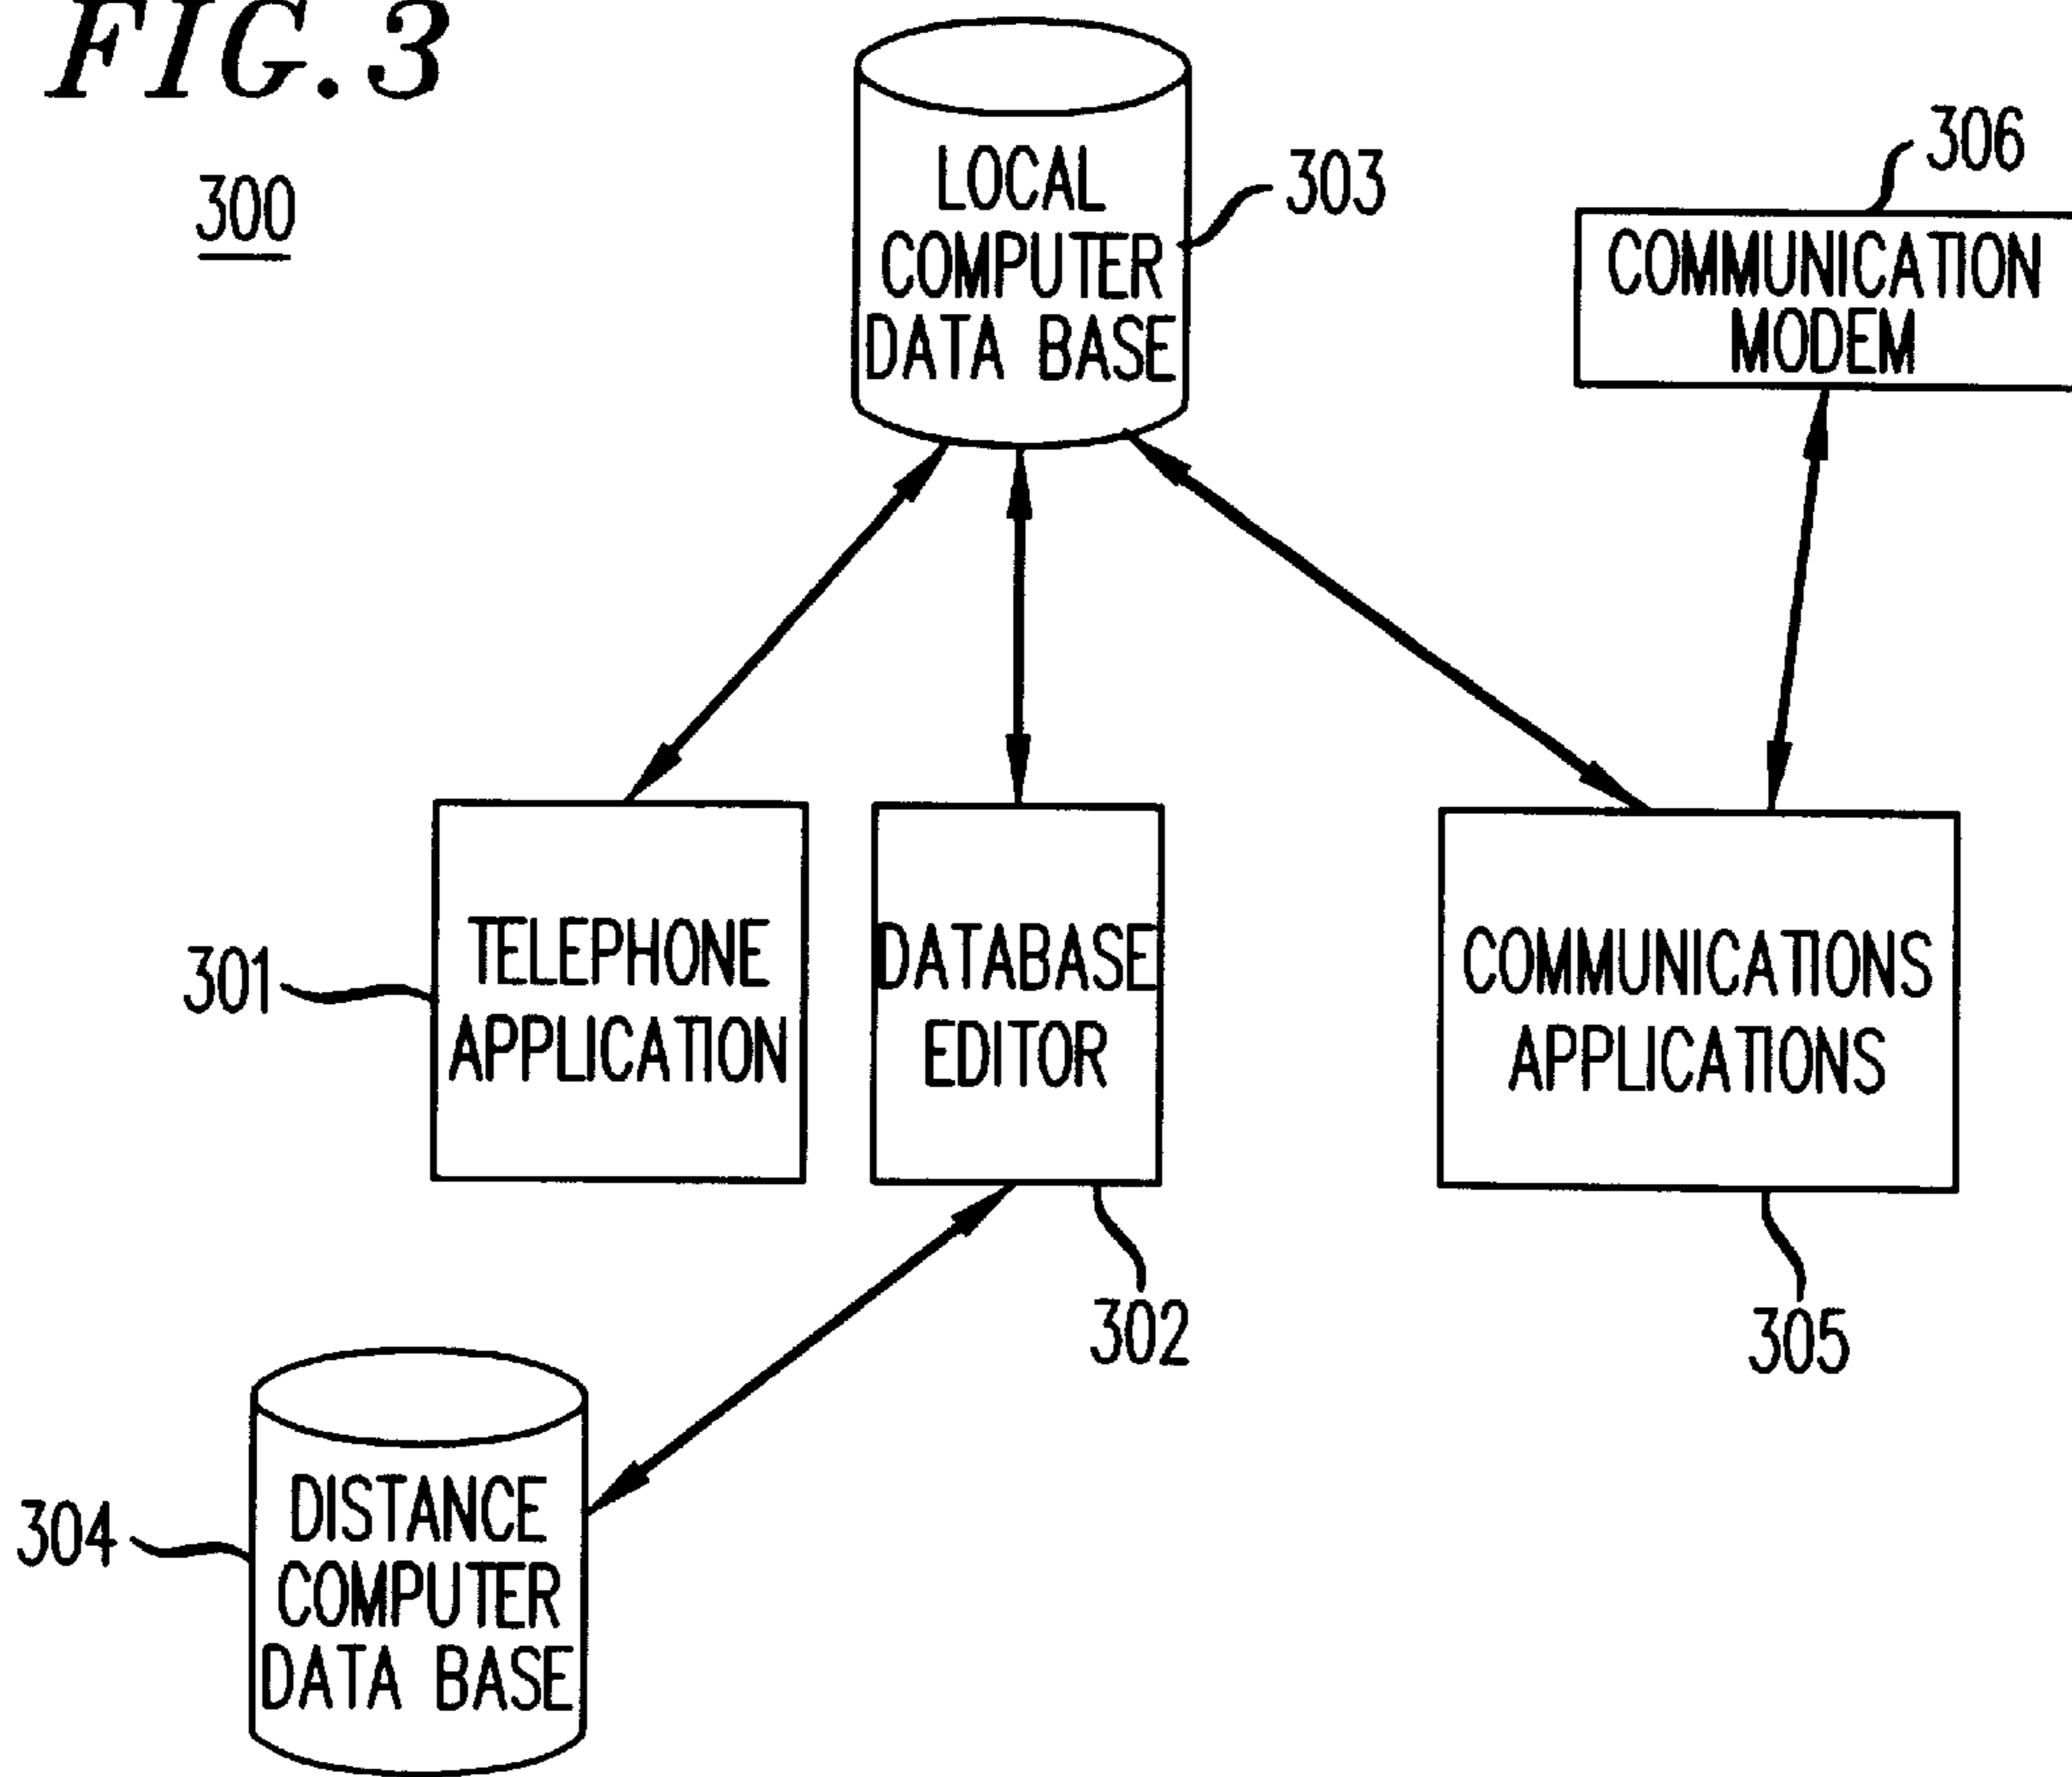 FIG.3
300
LOCAL
COMPUTER
DATA BASE
303
306
COMMUNICATION
MODEM
301
TELEPHONE
APPLICATION
DATABASE
EDITOR
302
COMMUNICATIONS
APPLICATIONS
305
304
DISTANCE
COMPUTER
DATA BASE